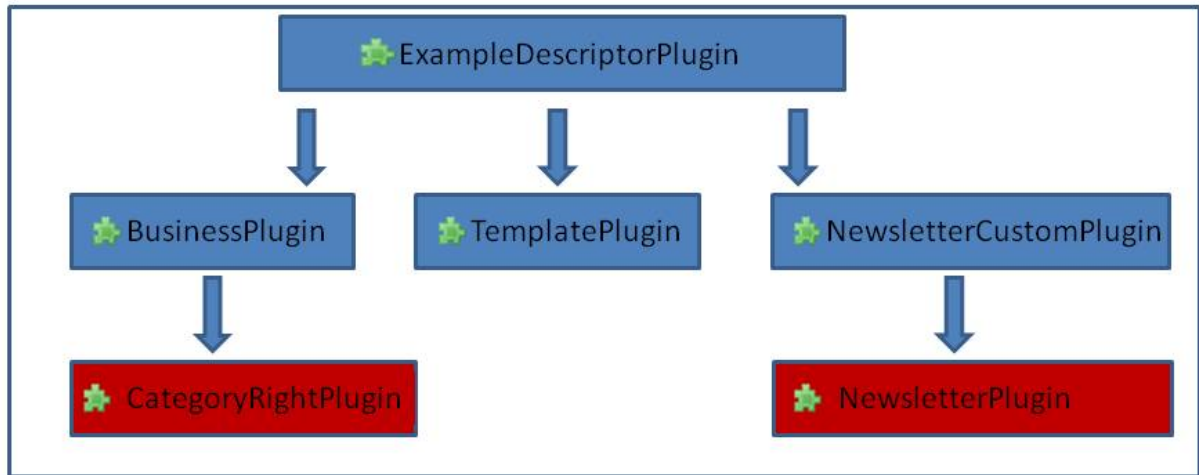 ExampleDescriptorPlugin
BusinessPlugin
TemplatePlugin
NewsletterCustomPlugin
CategoryRightPlugin
NewsletterPlugin